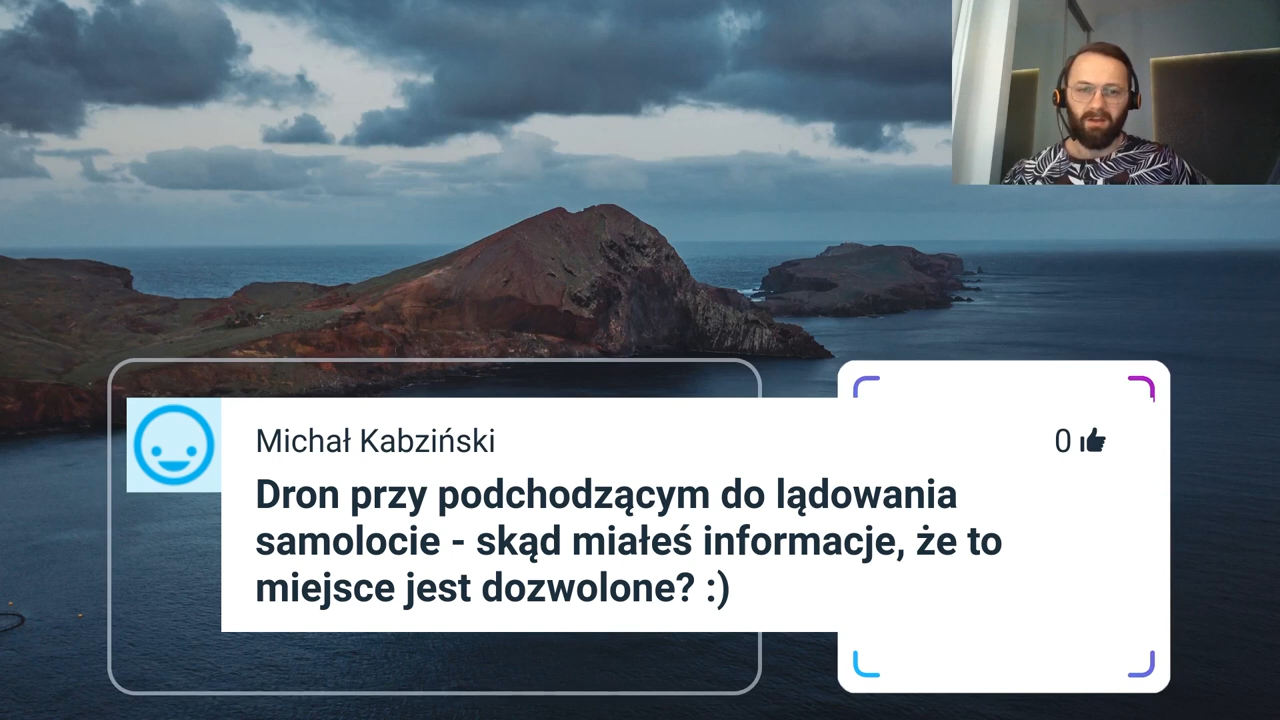 Michał Kabziński
0
Dron przy podchodzącym do lądowania
samolocie - skąd miałeś informacje, że to
miejsce jest dozwolone? :)